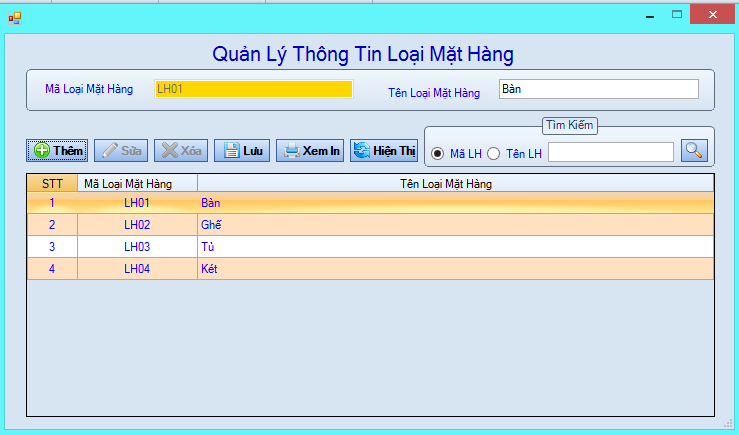 Quản Lý Thông Tin Loại Mặt Hàng
Mã Loại Mặt Hàng LH01 Tên Loại Mặt Hàng Bàn
Tìm Kiếm
Thêm Sửa Xóa Lưu Xem In Hiện Thị Mã LH Tên LH
STT Mã Loại Mặt Hàng Tên Loại Mặt Hàng
1 LH01 Bàn
2 LH02 Ghế
3 LH03 Tủ
4 LH04 Két